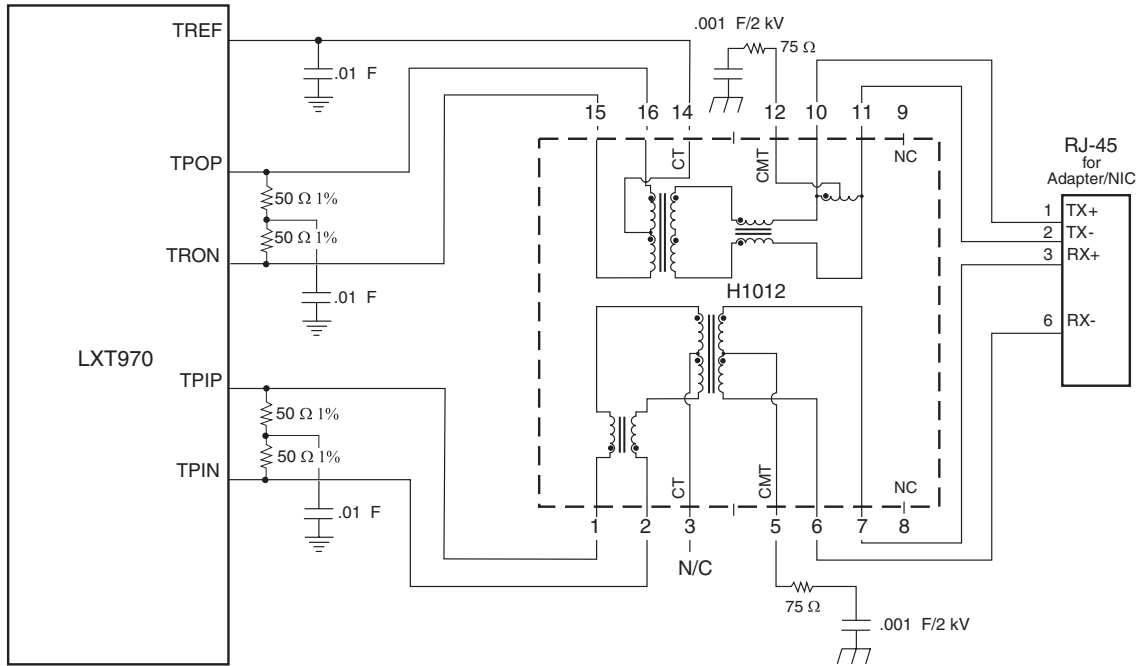 TREF
.01 F
.001 F/2 kV
75 Ω
15 16 14 12 10 11 9
CT
CMT
NC
RJ-45
for
Adapter/NIC
TPOP
50 Ω 1%
50 Ω 1%
TRON
.01 F
1 TX+
2 TX-
3 RX+
6 RX-
H1012
LXT970
TPIP
50 Ω 1%
50 Ω 1%
TPIN
.01 F
CT
CMT
NC
1 2 3 5 6 7 8
N/C
75 Ω
.001 F/2 kV